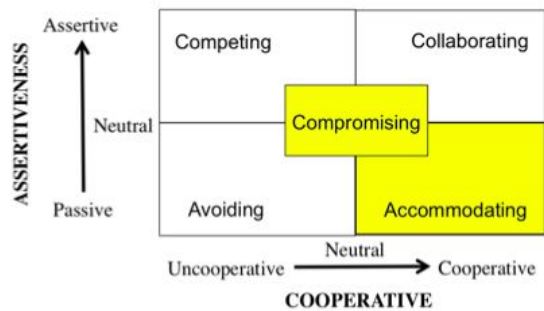 Assertive
Competing
Collaborating
ASSERTIVENESS
Neutral
Compromising
Passive
Avoiding
Accommodating
Neutral
Uncooperative
Cooperative
COOPERATIVE